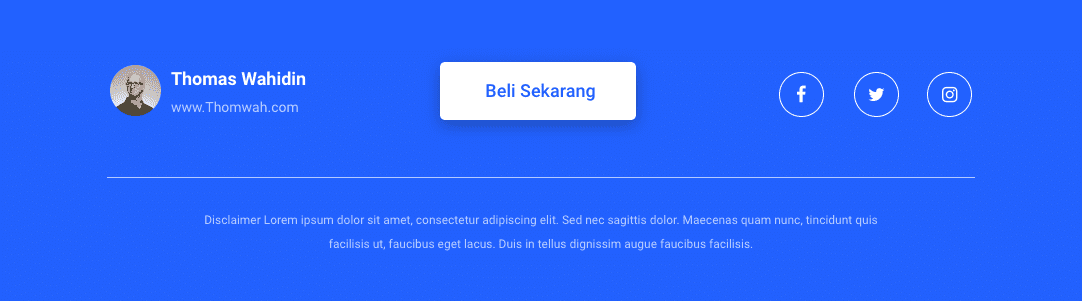 Thomas Wahidin
www.Thomwah.com
Beli Sekarang
Disclaimer Lorem ipsum dolor sit amet, consectetur adipiscing elit. Sed nec sagittis dolor. Maecenas quam nunc, tincidunt quis
facilisis ut, faucibus eget lacus. Duis in tellus dignissim augue faucibus facilisis.